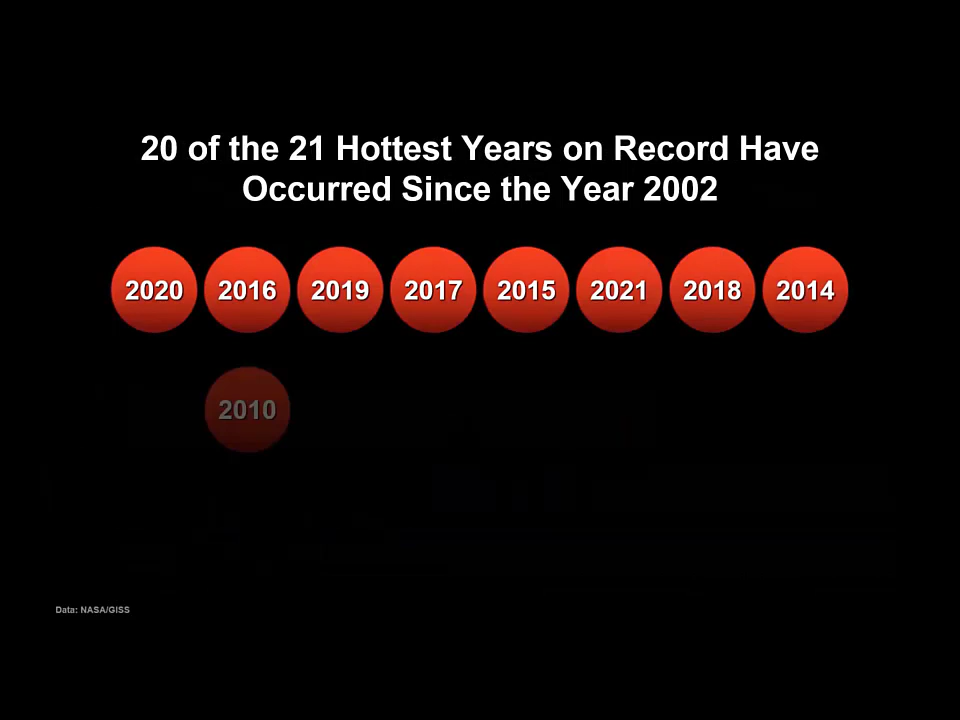 20 of the 21 Hottest Years on Record Have
Occurred Since the Year 2002
2020 2016 2019 2017 2015 2021 2018 2014
2010
Data: NASA/GISS